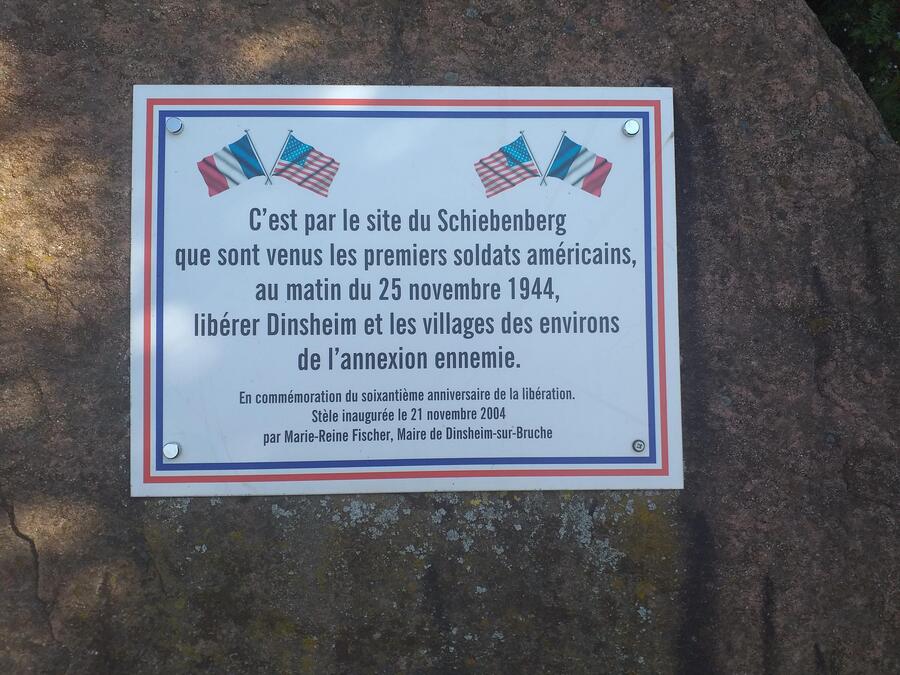 C'est par le site du Schiebenberg
que sont venus les premiers soldats américains,
au matin du 25 novembre 1944,
libérer Dinsheim et les villages des environs
de l'annexion ennemie.
En commémoration du soixantième anniversaire de la libération.
Stèle inaugurée le 21 novembre 2004
par Marie-Reine Fischer, Maire de Dinsheim-sur-Bruche